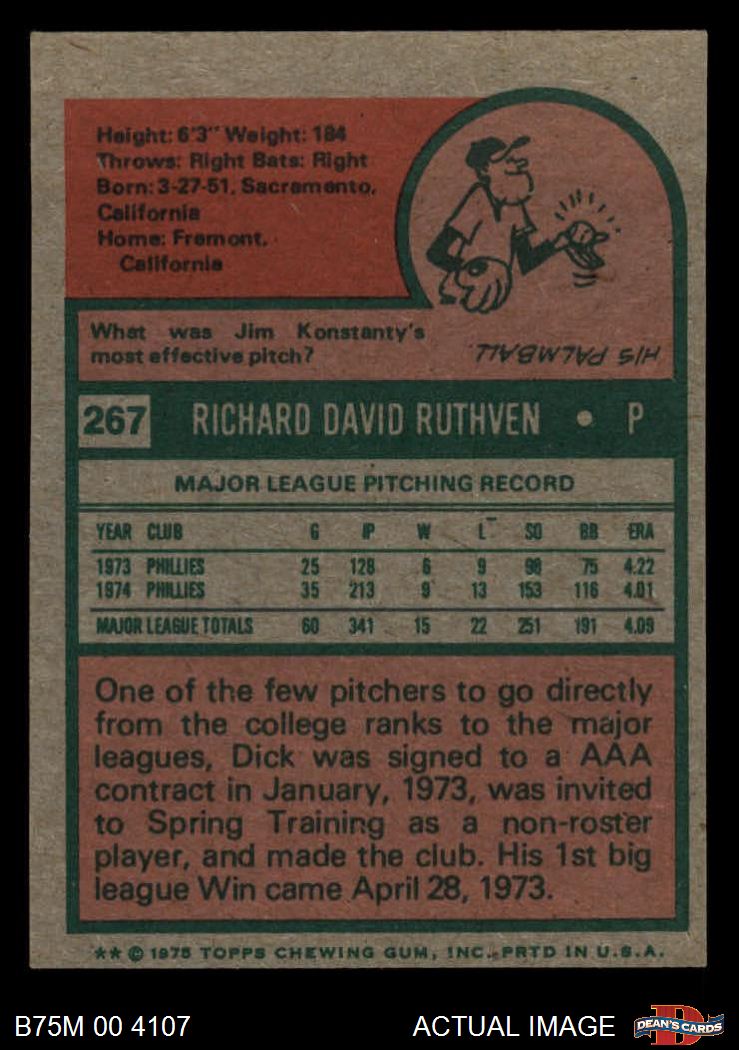 Height: 6'3" Weight: 184
Throws: Right Bats: Right
Born: 3-27-51, Sacramento,
California
Home: Fremont,
California
What was Jim Konstanty's
most effective pitch?
HIS PALMBALL
267 RICHARD DAVID RUTHVEN • P
MAJOR LEAGUE PITCHING RECORD
YEAR CLUB G IP W L SO BB ERA
1973 PHILLIES 25 128 6 9 98 75 4.22
1974 PHILLIES 35 213 9 13 153 116 4.01
MAJOR LEAGUE TOTALS 60 341 15 22 251 191 4.09
One of the few pitchers to go directly
from the college ranks to the major
leagues, Dick was signed to a AAA
contract in January, 1973, was invited
to Spring Training as a non-roster
player, and made the club. His 1st big
league Win came April 28, 1973.
** © 1975 TOPPS CHEWING GUM, INC. PRTD IN U.S.A.
B75M 00 4107 ACTUAL IMAGE
D
DEAN'S CARDS